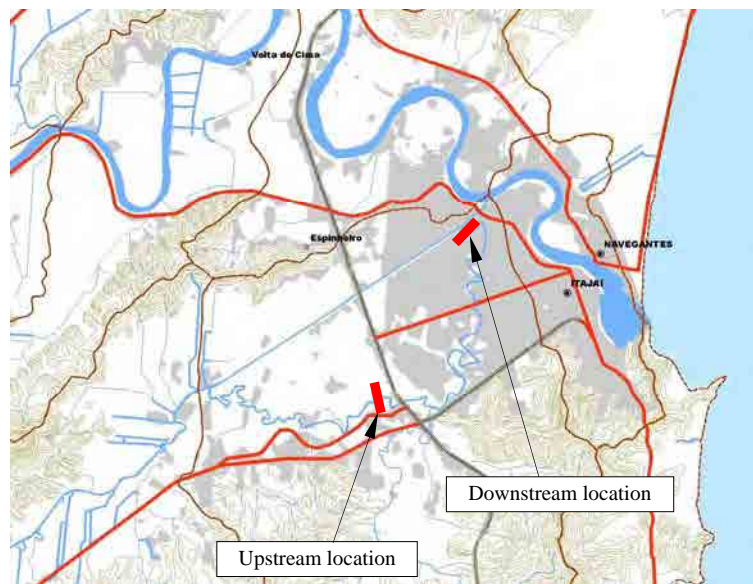 Volta de Cima
Espinheiro
NAVEGANTES
ITAJAÍ
Downstream location
Upstream location